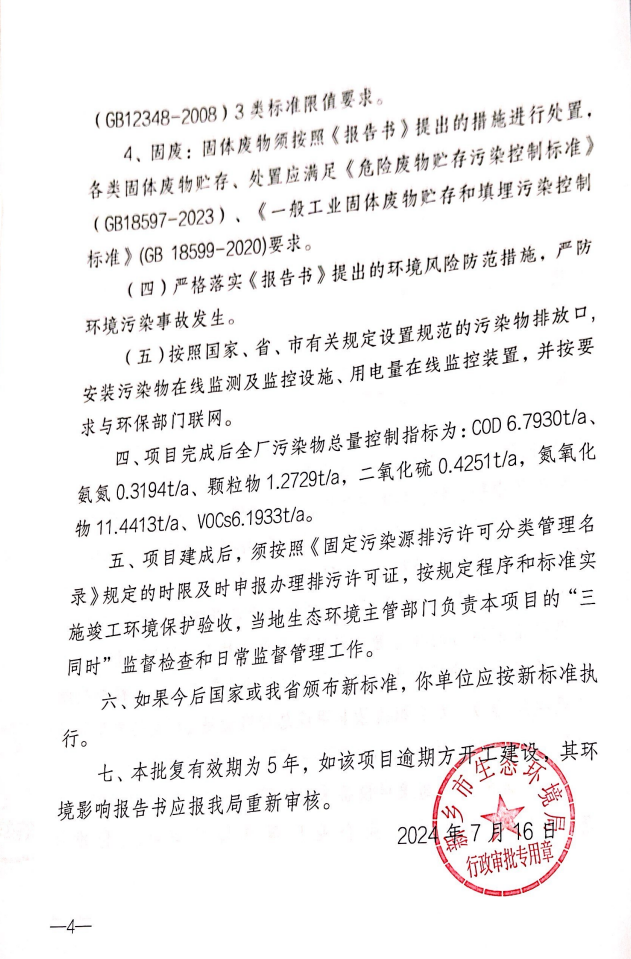 （GB12348-2008）3 类标准限值要求。
4、固废：固体废物须按照《报告书》提出的措施进行处置，
各类固体废物贮存、处置应满足《危险废物贮存污染控制标准》
（GB18597-2023）、《一般工业固体废物贮存和填埋污染控制
标准》(GB 18599-2020)要求。
（四）严格落实《报告书》提出的环境风险防范措施，严防
环境污染事故发生。
（五）按照国家、省、市有关规定设置规范的污染物排放口，
安装污染物在线监测及监控设施、用电量在线监控装置，并按要
求与环保部门联网。
四、项目完成后全厂污染物总量控制指标为：COD 6.7930t/a、
氨氮 0.3194t/a、颗粒物 1.2729t/a，二氧化硫 0.4251t/a，氮氧化
物 11.4413t/a、VOCs6.1933t/a。
五、项目建成后，须按照《固定污染源排污许可分类管理名
录》规定的时限及时申报办理排污许可证，按规定程序和标准实
施竣工环境保护验收，当地生态环境主管部门负责本项目的“三
同时”监督检查和日常监督管理工作。
六、如果今后国家或我省颁布新标准，你单位应按新标准执
行。
七、本批复有效期为 5 年，如该项目逾期方开工建设，其环
境影响报告书应报我局重新审核。
2024 年 7 月 16 日
新乡市生态环境局
行政审批专用章
—4—